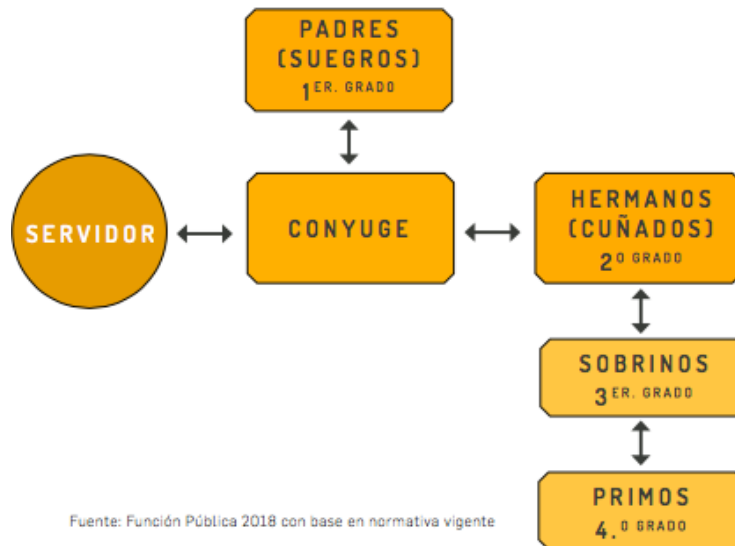 PADRES
(SUEGROS)
1ER. GRADO
SERVIDOR
CONYUGE
HERMANOS
(CUÑADOS)
2O GRADO
SOBRINOS
3ER. GRADO
PRIMOS
4.O GRADO
Fuente: Función Pública 2018 con base en normativa vigente